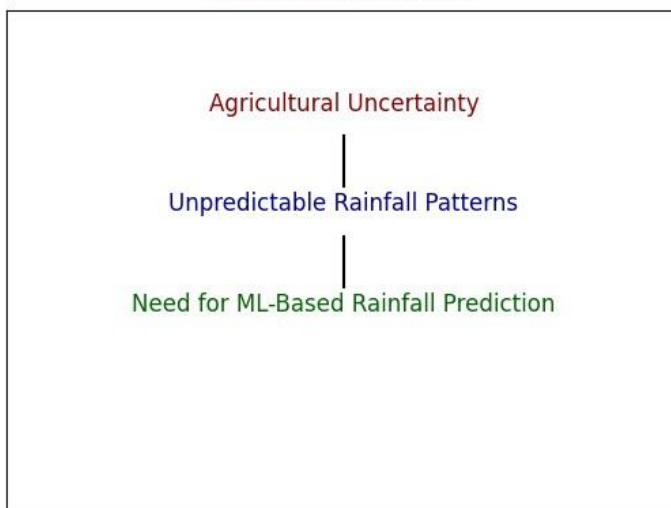 Agricultural Uncertainty
Unpredictable Rainfall Patterns
Need for ML-Based Rainfall Prediction